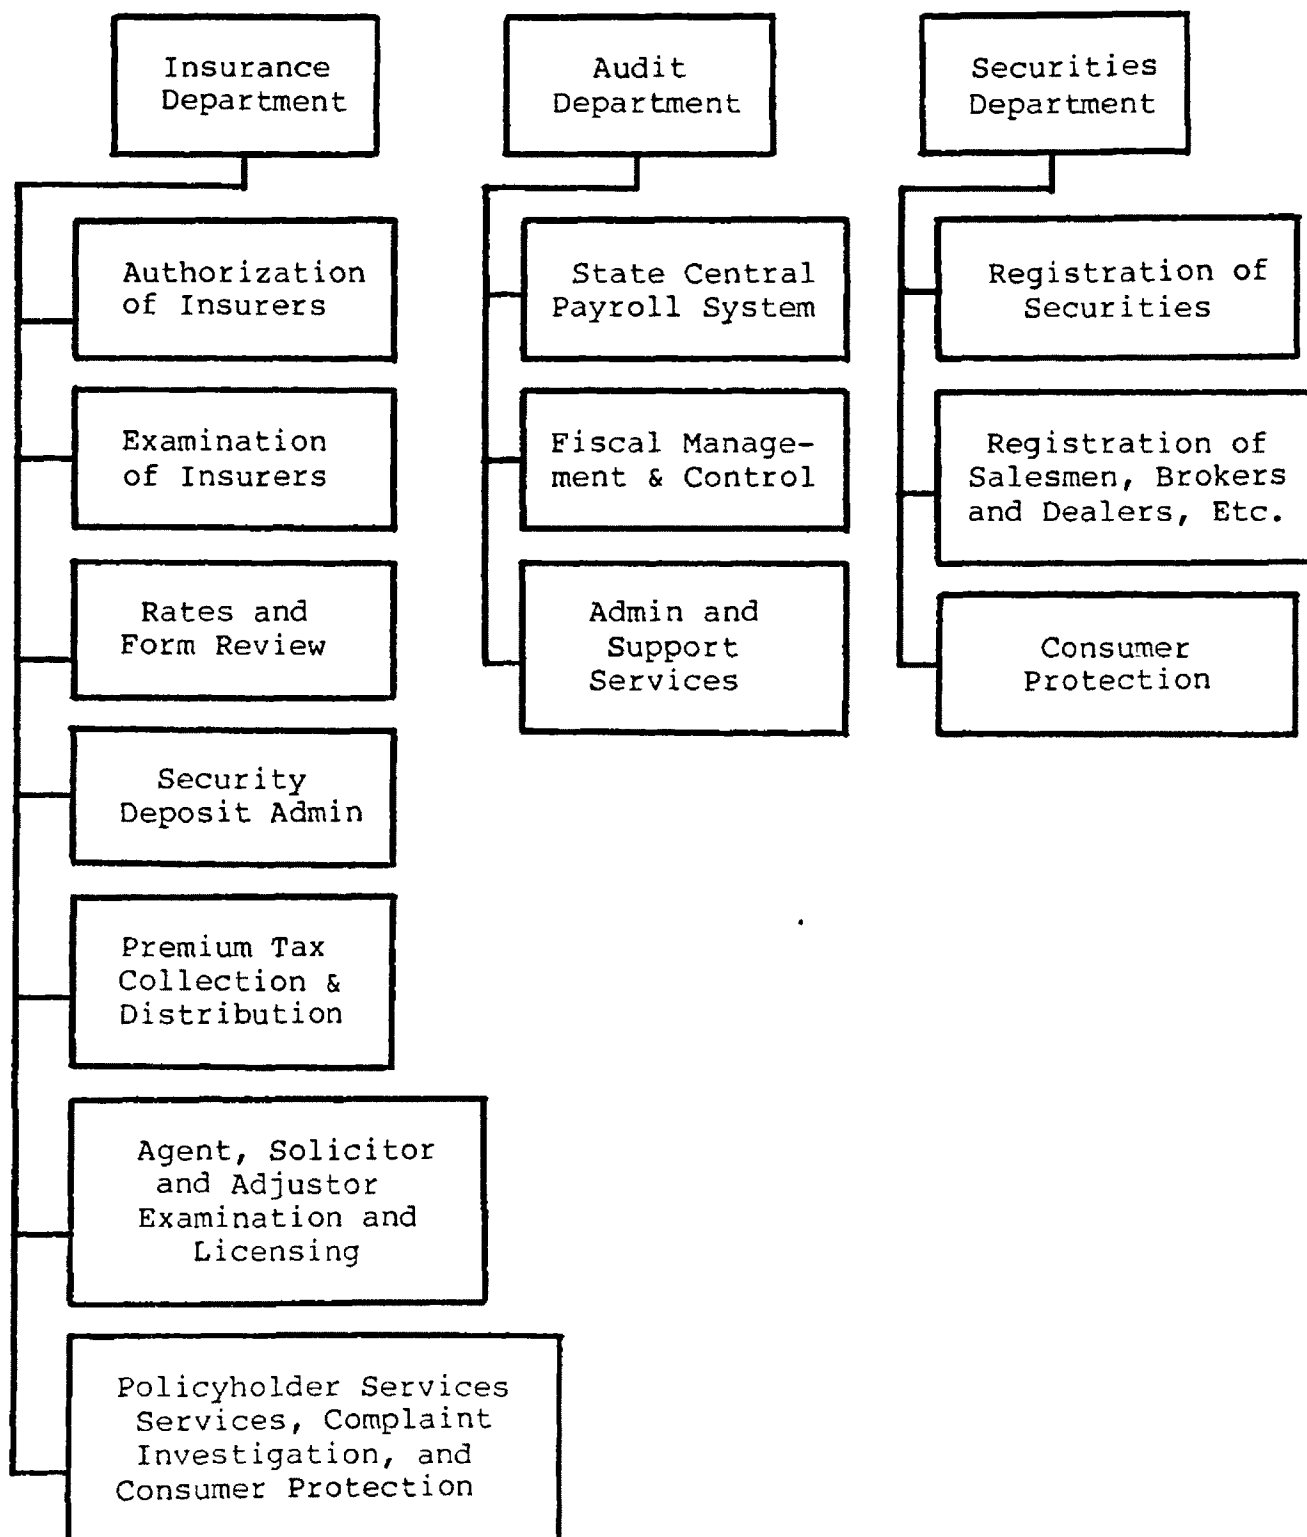 Insurance
Department
Authorization
of Insurers
Examination
of Insurers
Rates and
Form Review
Security
Deposit Admin
Premium Tax
Collection &
Distribution
Agent, Solicitor
and Adjustor
Examination and
Licensing
Policyholder Services
Services, Complaint
Investigation, and
Consumer Protection
Audit
Department
State Central
Payroll System
Fiscal Manage-
ment & Control
Admin and
Support
Services
Securities
Department
Registration of
Securities
Registration of
Salesmen, Brokers
and Dealers, Etc.
Consumer
Protection